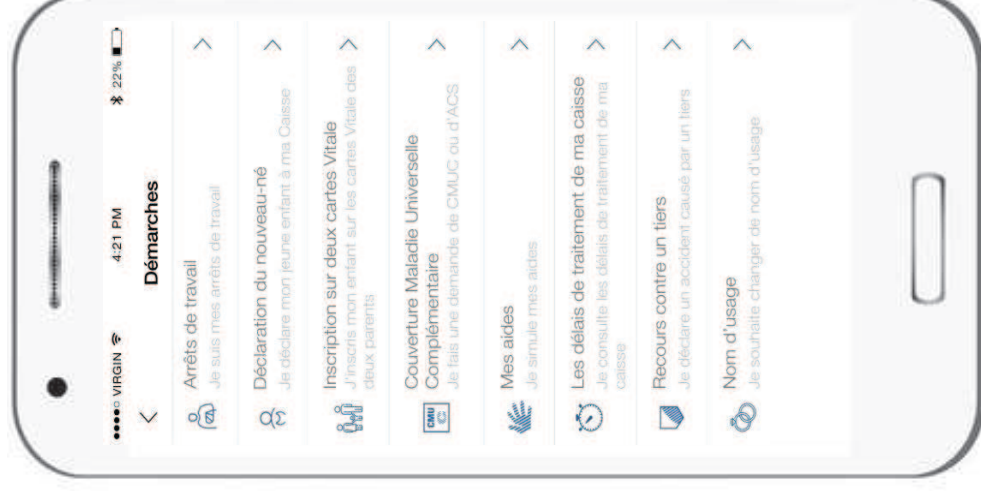 VIRGIN 4:21 PM 22%
Démarches
Arrêts de travail
Je suis mes arrêts de travail
Déclaration du nouveau-né
Je déclare mon jeune enfant à ma Caisse
Inscription sur deux cartes Vitale
J'inscris mon enfant sur les cartes Vitale des
deux parents
CMU
C
Couverture Maladie Universelle
Complémentaire
Je fais une demande de CMUC ou d'ACS
Mes aides
Je simule mes aides
Les délais de traitement de ma caisse
Je consulte les délais de traitement de ma
caisse
Recours contre un tiers
Je déclare un accident causé par un tiers
Nom d'usage
Je souhaite changer de nom d'usage